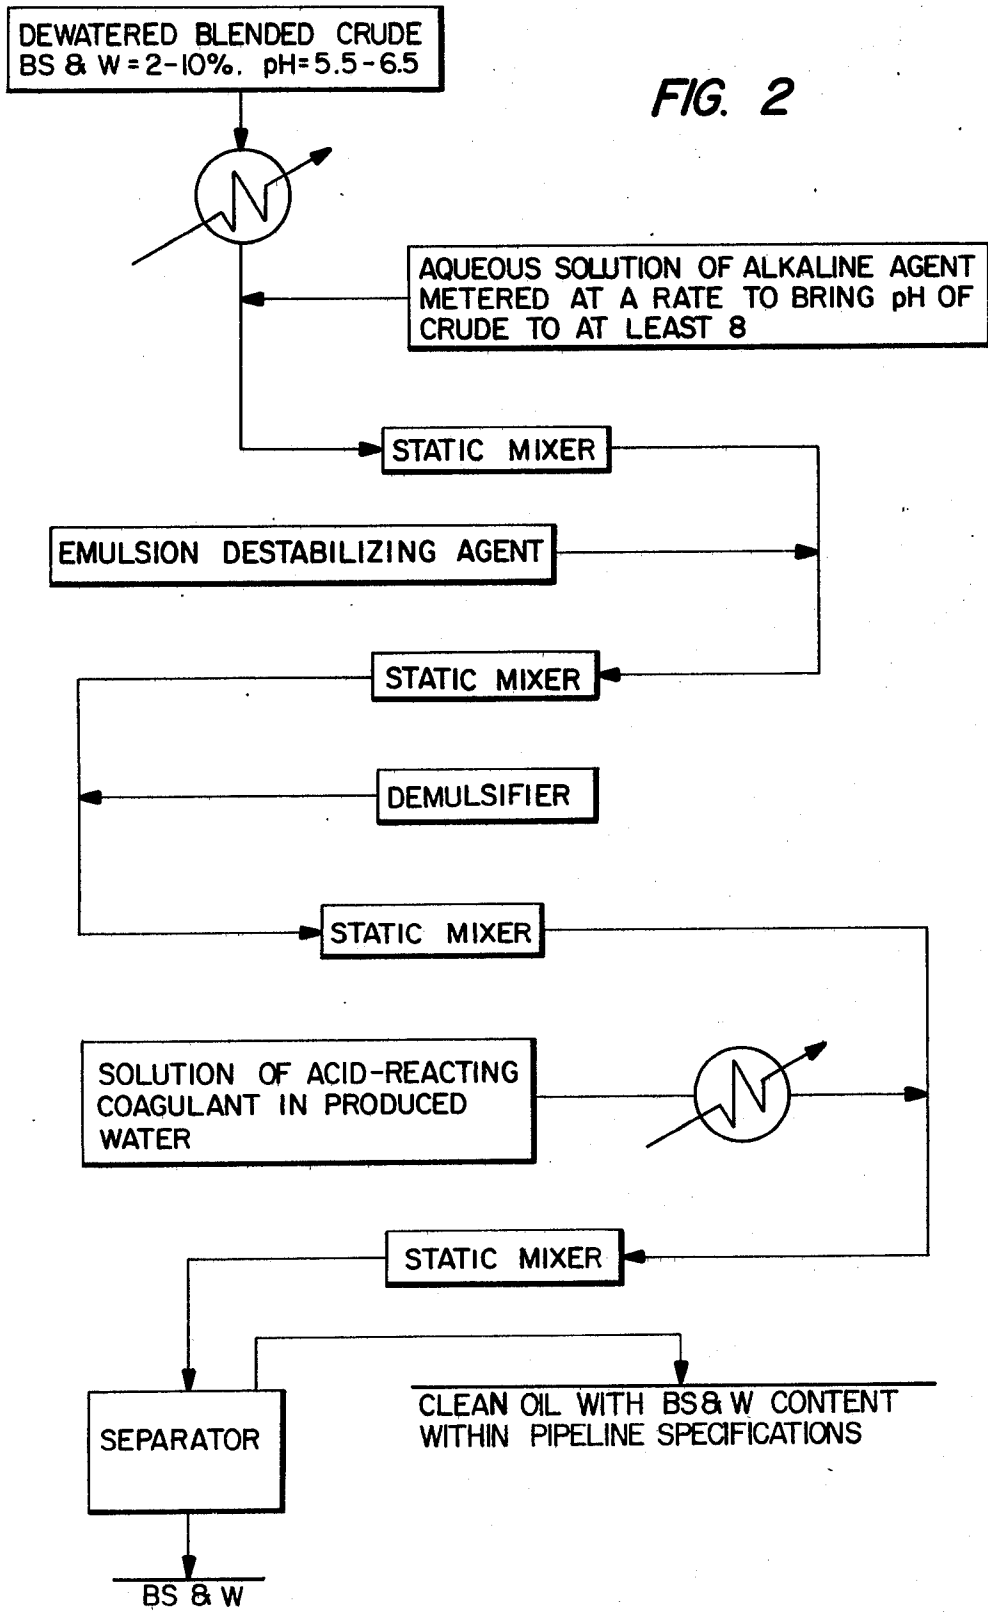 DEWATERED BLENDED CRUDE
BS & W=2-10%. pH=5.5-6.5
FIG. 2
AQUEOUS SOLUTION OF ALKALINE AGENT
METERED AT A RATE TO BRING pH OF
CRUDE TO AT LEAST 8
STATIC MIXER
EMULSION DESTABILIZING AGENT
STATIC MIXER
DEMULSIFIER
STATIC MIXER
SOLUTION OF ACID-REACTING
COAGULANT IN PRODUCED
WATER
STATIC MIXER
SEPARATOR
CLEAN OIL WITH BS & W CONTENT
WITHIN PIPELINE SPECIFICATIONS
BS & W